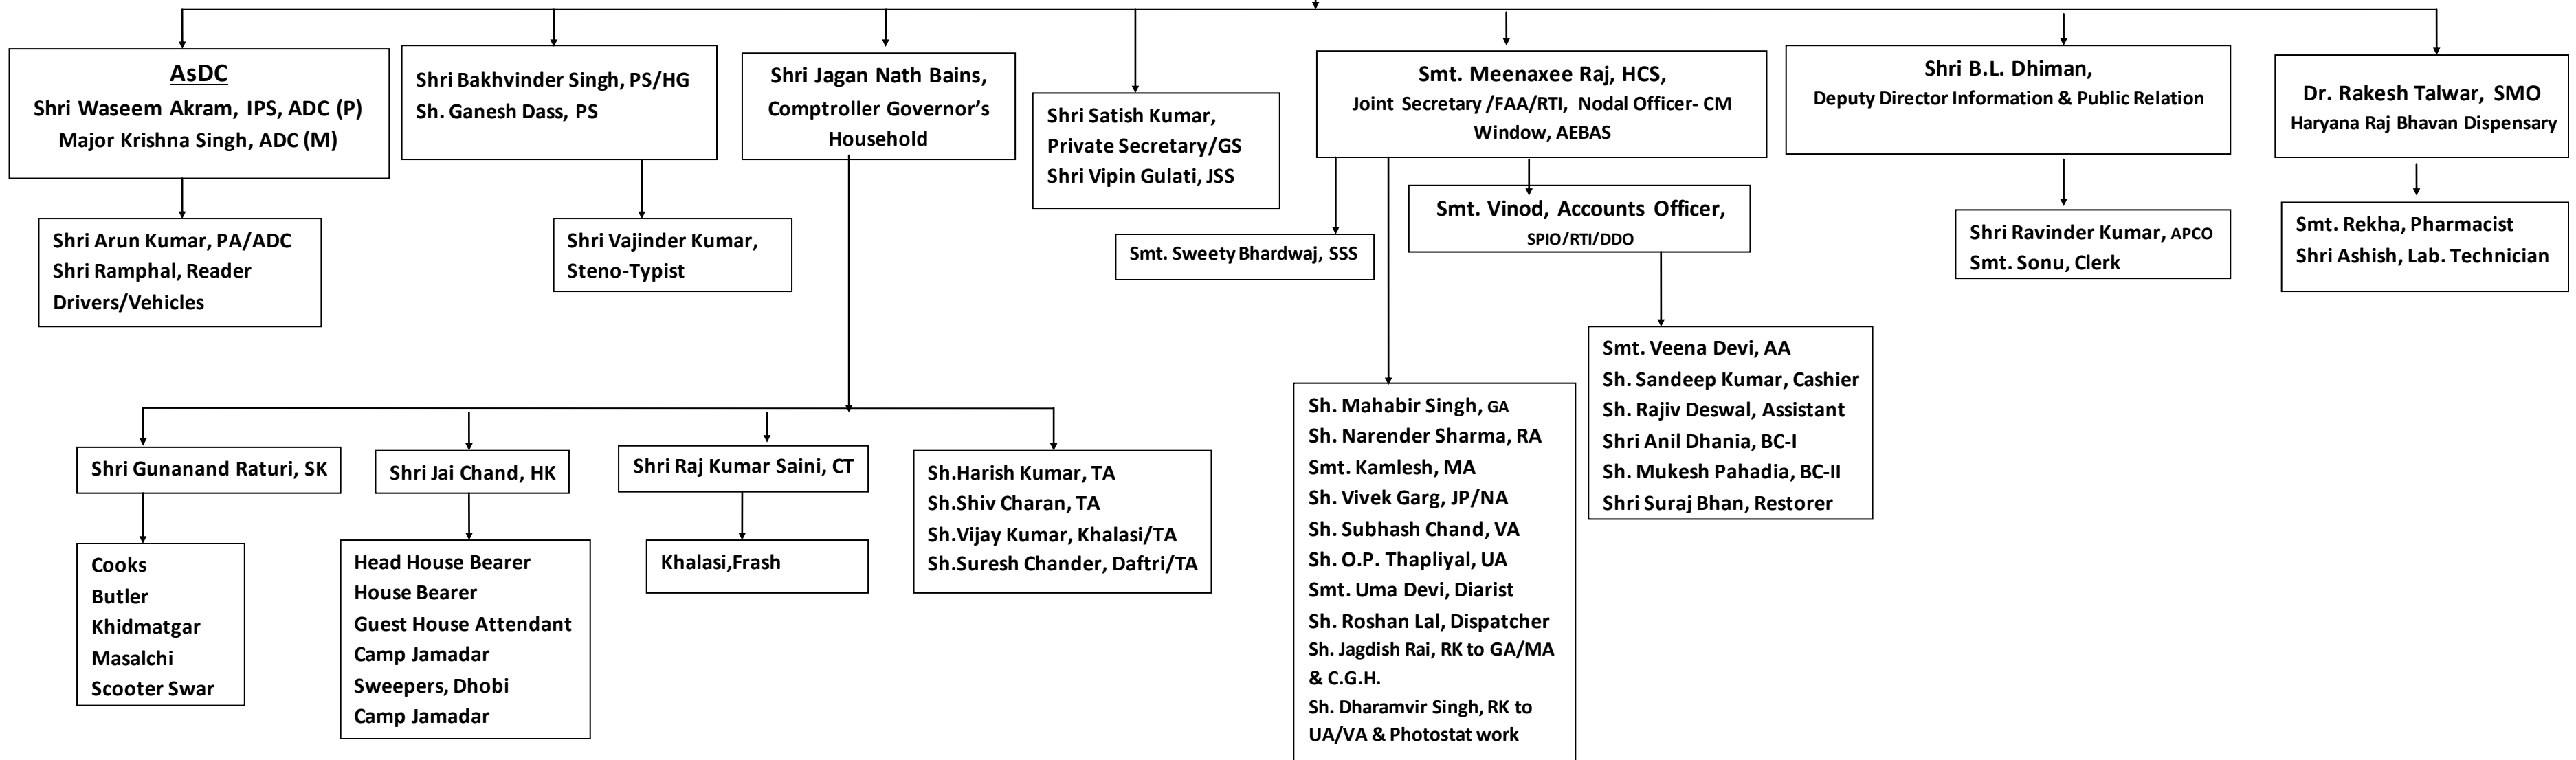 AsDC
Shri Waseem Akram, IPS, ADC (P)
Major Krishna Singh, ADC (M)
Shri Bakhvinder Singh, PS/HG
Sh. Ganesh Dass, PS
Shri Jagan Nath Bains,
Comptroller Governor's
Household
Shri Satish Kumar,
Private Secretary/GS
Shri Vipin Gulati, JSS
Smt. Meenaxee Raj, HCS,
Joint Secretary /FAA/RTI, Nodal Officer- CM
Window, AEBAS
Shri B.L. Dhiman,
Deputy Director Information & Public Relation
Dr. Rakesh Talwar, SMO
Haryana Raj Bhavan Dispensary
Shri Arun Kumar, PA/ADC
Shri Ramphal, Reader
Drivers/Vehicles
Shri Vajinder Kumar,
Steno-Typist
Smt. Sweety Bhardwaj, SSS
Smt. Vinod, Accounts Officer,
SPIO/RTI/DDO
Shri Ravinder Kumar, APCO
Smt. Sonu, Clerk
Smt. Rekha, Pharmacist
Shri Ashish, Lab. Technician
Shri Gunanand Raturi, SK
Shri Jai Chand, HK
Shri Raj Kumar Saini, CT
Sh.Harish Kumar, TA
Sh.Shiv Charan, TA
Sh.Vijay Kumar, Khalasi/TA
Sh.Suresh Chander, Daftri/TA
Cooks
Butler
Khidmatgar
Masalchi
Scooter Swar
Head House Bearer
House Bearer
Guest House Attendant
Camp Jamadar
Sweepers, Dhobi
Camp Jamadar
Khalasi,Frash
Sh. Mahabir Singh, GA
Sh. Narender Sharma, RA
Smt. Kamlesh, MA
Sh. Vivek Garg, JP/NA
Sh. Subhash Chand, VA
Sh. O.P. Thapliyal, UA
Smt. Uma Devi, Diarist
Sh. Roshan Lal, Dispatcher
Sh. Jagdish Rai, RK to GA/MA
& C.G.H.
Sh. Dharamvir Singh, RK to
UA/VA & Photostat work
Smt. Veena Devi, AA
Sh. Sandeep Kumar, Cashier
Sh. Rajiv Deswal, Assistant
Shri Anil Dhania, BC-I
Sh. Mukesh Pahadia, BC-II
Shri Suraj Bhan, Restorer